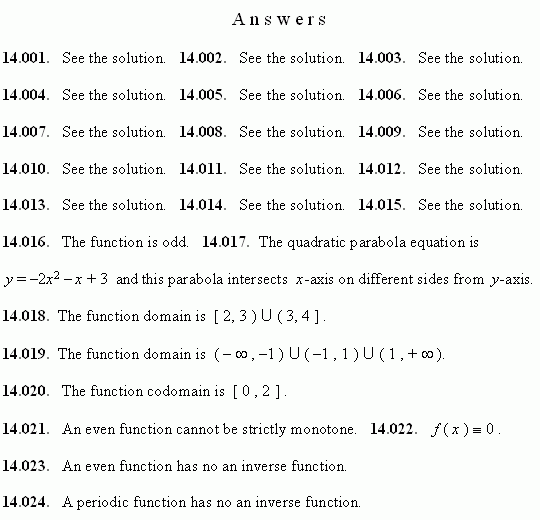 Answers
14.001. See the solution. 14.002. See the solution. 14.003. See the solution.
14.004. See the solution. 14.005. See the solution. 14.006. See the solution.
14.007. See the solution. 14.008. See the solution. 14.009. See the solution.
14.010. See the solution. 14.011. See the solution. 14.012. See the solution.
14.013. See the solution. 14.014. See the solution. 14.015. See the solution.
14.016. The function is odd. 14.017. The quadratic parabola equation is
y = –2x² – x + 3 and this parabola intersects x-axis on different sides from y-axis.
14.018. The function domain is [ 2, 3 ) U ( 3, 4 ] .
14.019. The function domain is ( – ∞ , –1 ) U ( –1 , 1 ) U ( 1 , + ∞ ).
14.020. The function codomain is [ 0 , 2 ] .
14.021. An even function cannot be strictly monotone. 14.022. f ( x ) ≡ 0 .
14.023. An even function has no an inverse function.
14.024. A periodic function has no an inverse function.